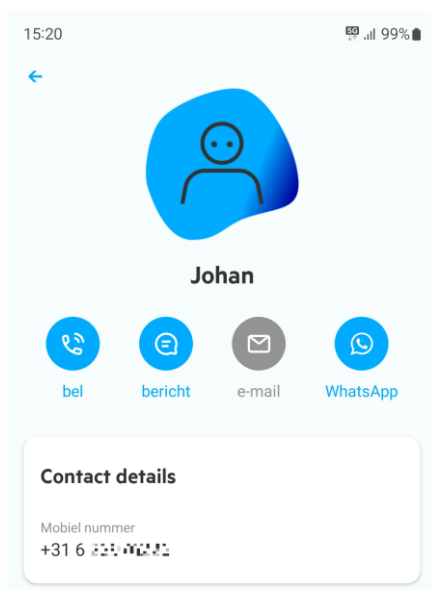 15:20 5G 99%
Johan
bel bericht e-mail WhatsApp
Contact details
Mobiel nummer
+31 6